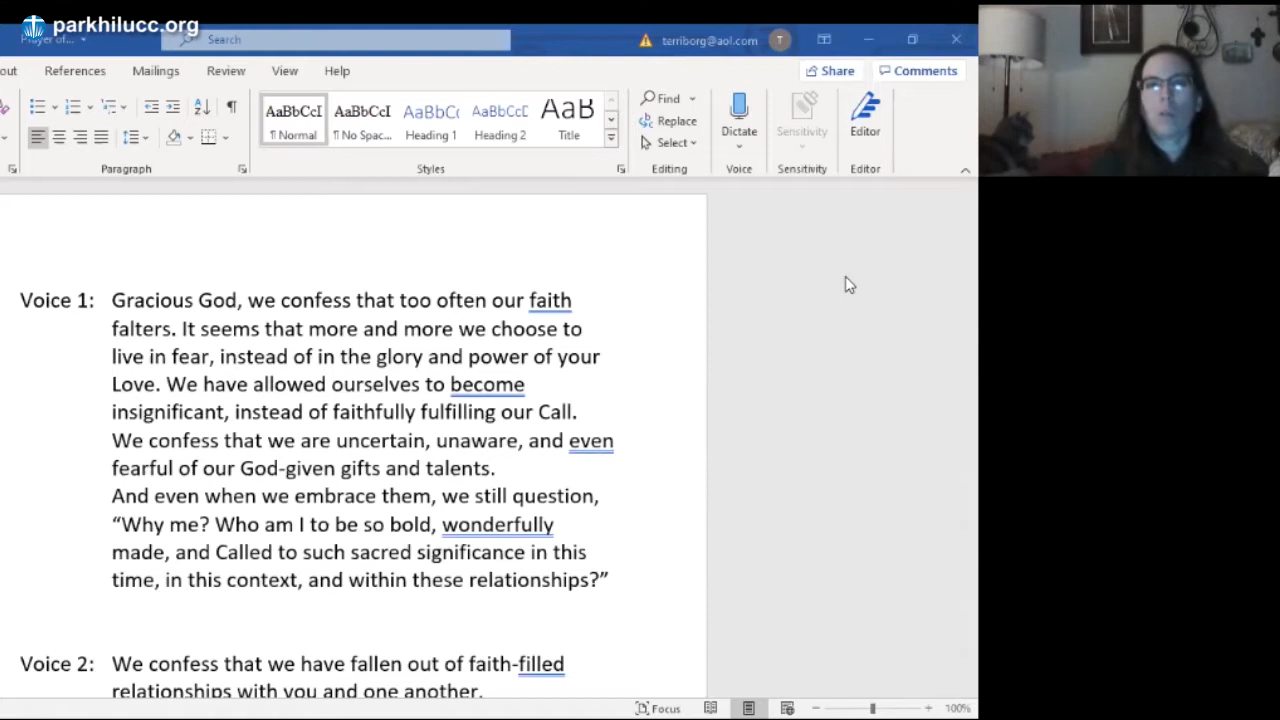 parkhilucc.org
Search
terriborg@aol.com
T
out
References
Mailings
Review
View
Help
Share
Comments
AaBbCcI
AaBbCcI
AaBbCc
AaBbCcD
AaB
¶ Normal
¶ No Spac...
Heading 1
Heading 2
Title
Find
Replace
Select
Dictate
Sensitivity
Editor
Paragraph
Styles
Editing
Voice
Sensitivity
Editor
Voice 1: Gracious God, we confess that too often our faith
falters. It seems that more and more we choose to
live in fear, instead of in the glory and power of your
Love. We have allowed ourselves to become
insignificant, instead of faithfully fulfilling our Call.
We confess that we are uncertain, unaware, and even
fearful of our God-given gifts and talents.
And even when we embrace them, we still question,
“Why me? Who am I to be so bold, wonderfully
made, and Called to such sacred significance in this
time, in this context, and within these relationships?”
Voice 2: We confess that we have fallen out of faith-filled
relationships with you and one another.
Focus
100%